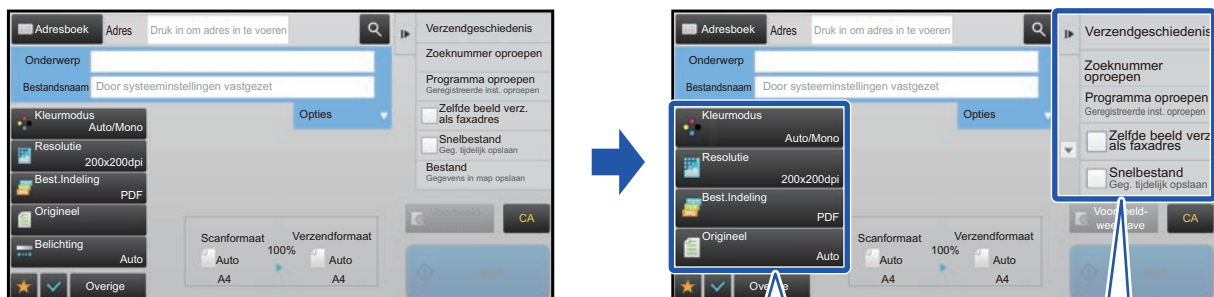 Adresboek Adres Druk in om adres in te voeren
Onderwerp
Bestandsnaam Door systeeminstellingen vastgezet
Opties
Kleurmodus
Auto/Mono
Resolutie
200x200dpi
Best.Indeling
PDF
Origineel
Belichting
Auto
Overige
Scanformaat
Auto
A4
100%
Verzendformaat
Auto
A4
Verzendgeschiedenis
Zoeknummer oproepen
Programma oproepen
Geregistreerde inst. oproepen
Zelfde beeld verz.
als faxadres
Snelbestand
Geg. tijdelijk opslaan
Bestand
Gegevens in map opslaan
Voorbeeld-
CA
Adresboek Adres Druk in om adres in te voeren
Onderwerp
Bestandsnaam Door systeeminstellingen vastgezet
Opties
Kleurmodus
Auto/Mono
Resolutie
200x200dpi
Best.Indeling
PDF
Origineel
Auto
Scanformaat
Auto
A4
100%
Verzendformaat
Auto
A4
Verzendgeschiedenis
Zoeknummer
oproepen
Programma oproepen
Geregistreerde inst. oproepen
Zelfde beeld verz
als faxadres
Snelbestand
Geg. tijdelijk opslaan
CA